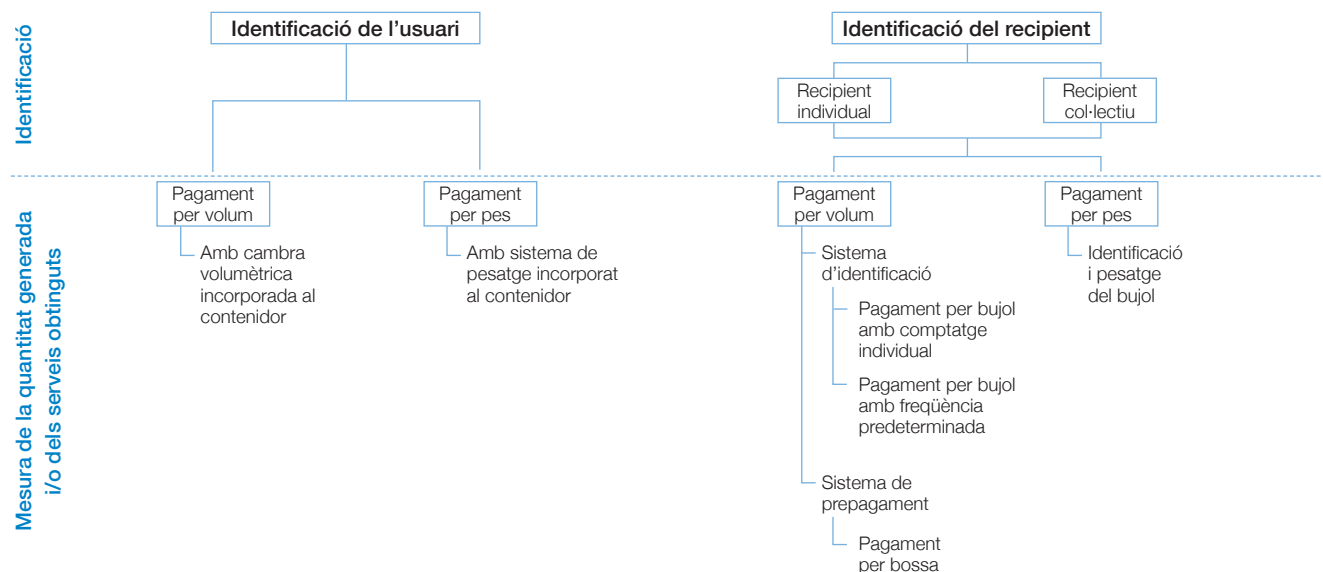 Identificació
Identificació de l’usuari
Identificació del recipient
Recipient
individual
Recipient
col·lectiu
Mesura de la quantitat generada
i/o dels serveis obtinguts
Pagament
per volum
Amb cambra
volumètrica
incorporada al
contenidor
Pagament
per pes
Amb sistema de
pesatge incorporat
al contenidor
Pagament
per volum
Sistema
d’identificació
Pagament per bujol
amb comptatge
individual
Pagament per bujol
amb freqüència
predeterminada
Sistema de
prepagament
Pagament
per bossa
Pagament
per pes
Identificació
i pesatge
del bujol